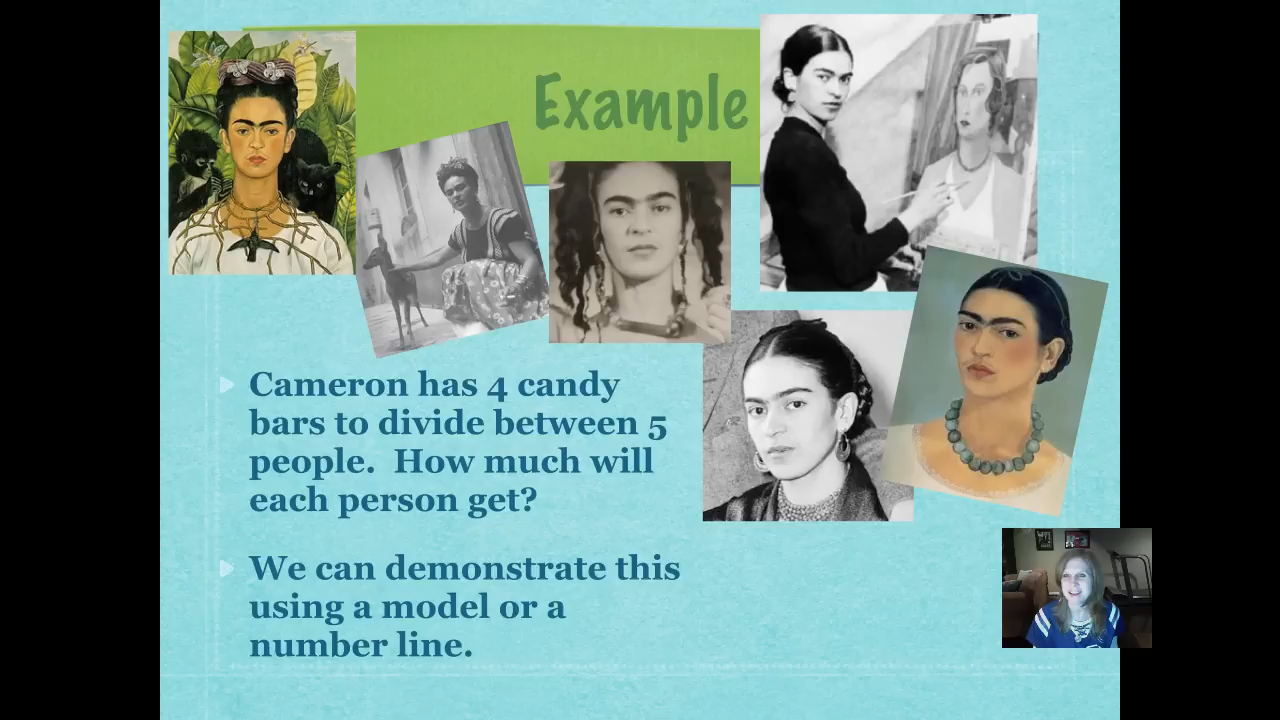 Example
Cameron has 4 candy
bars to divide between 5
people.  How much will
each person get?
We can demonstrate this
using a model or a
number line.